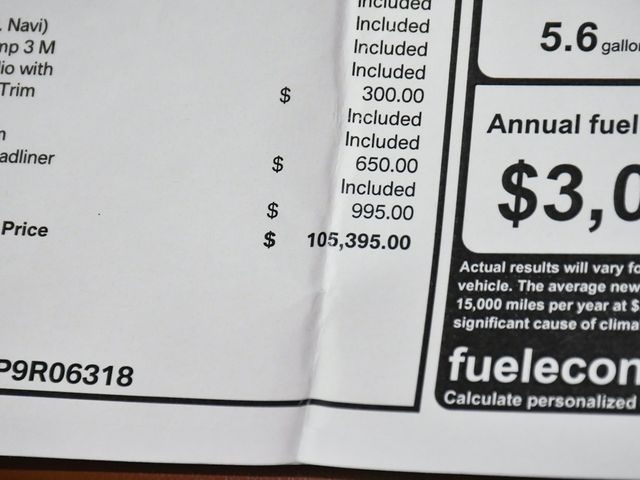 Included
. Navi) Included
mp 3 M Included
io with Included
Trim $ 300.00
Included
m Included
adliner $ 650.00
Included
$ 995.00
Price $ 105,395.00
P9R06318
5.6 gallo
Annual fuel
$3,0
Actual results will vary fo
vehicle. The average new
15,000 miles per year at $
significant cause of clima
fuelecon
Calculate personalized